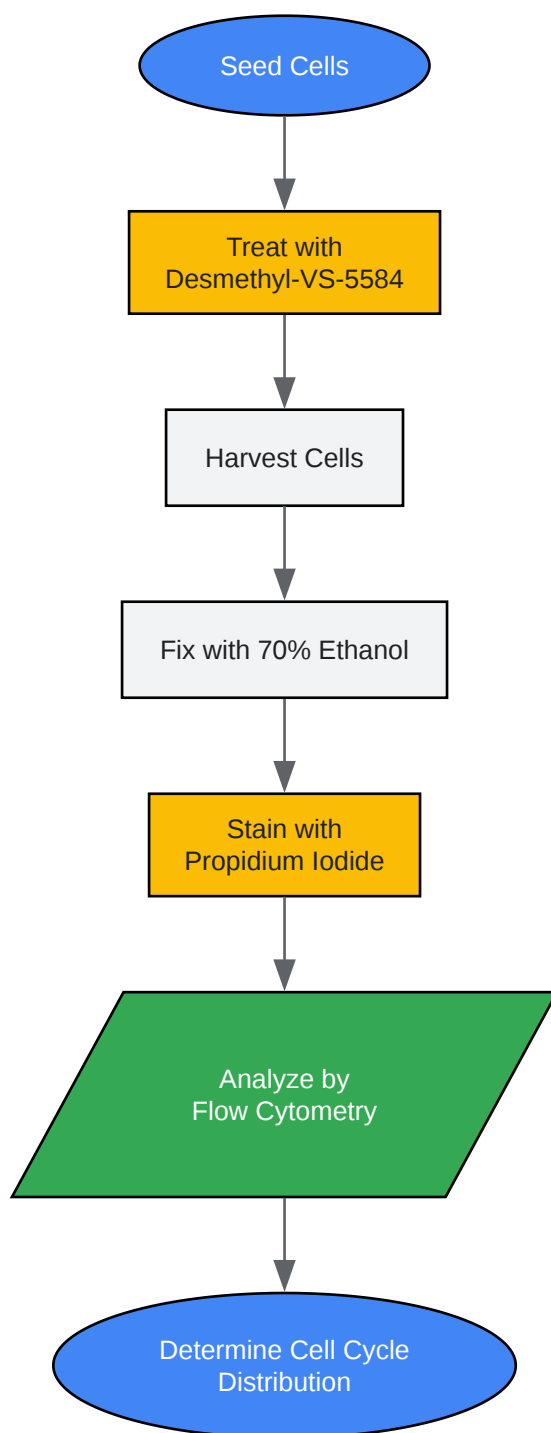 Seed Cells
Treat with
Desmethyl-VS-5584
Harvest Cells
Fix with 70% Ethanol
Stain with
Propidium Iodide
Analyze by
Flow Cytometry
Determine Cell Cycle
Distribution